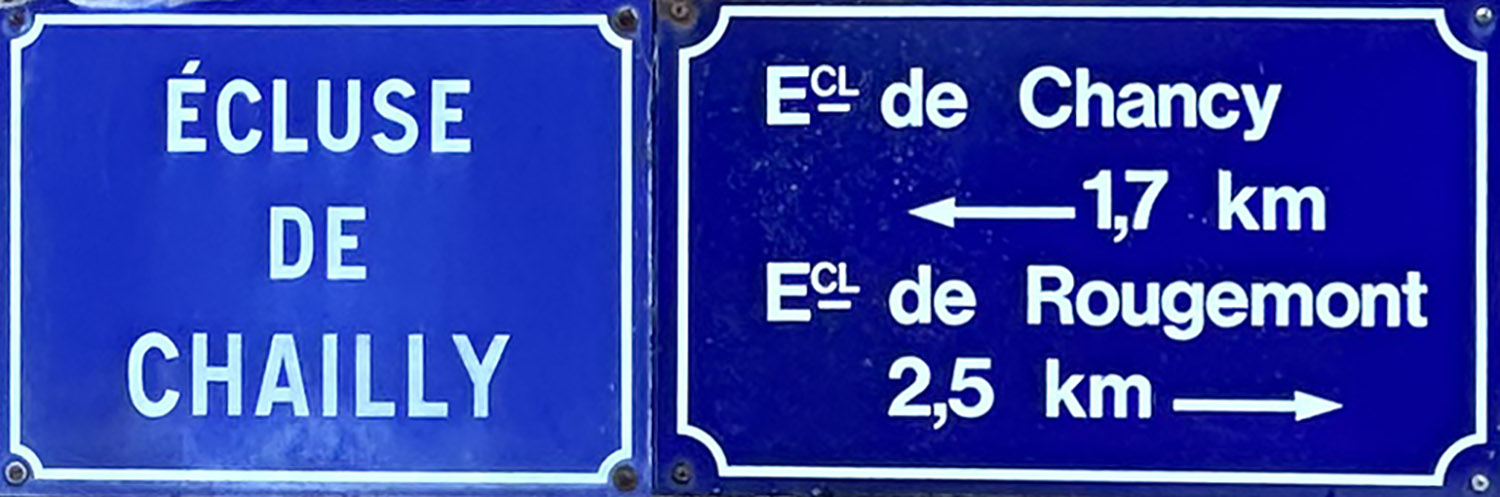 ÉCLUSE
DE
CHAILLY
ECL de Chancy
1,7 km
ECL de Rougemont
2,5 km